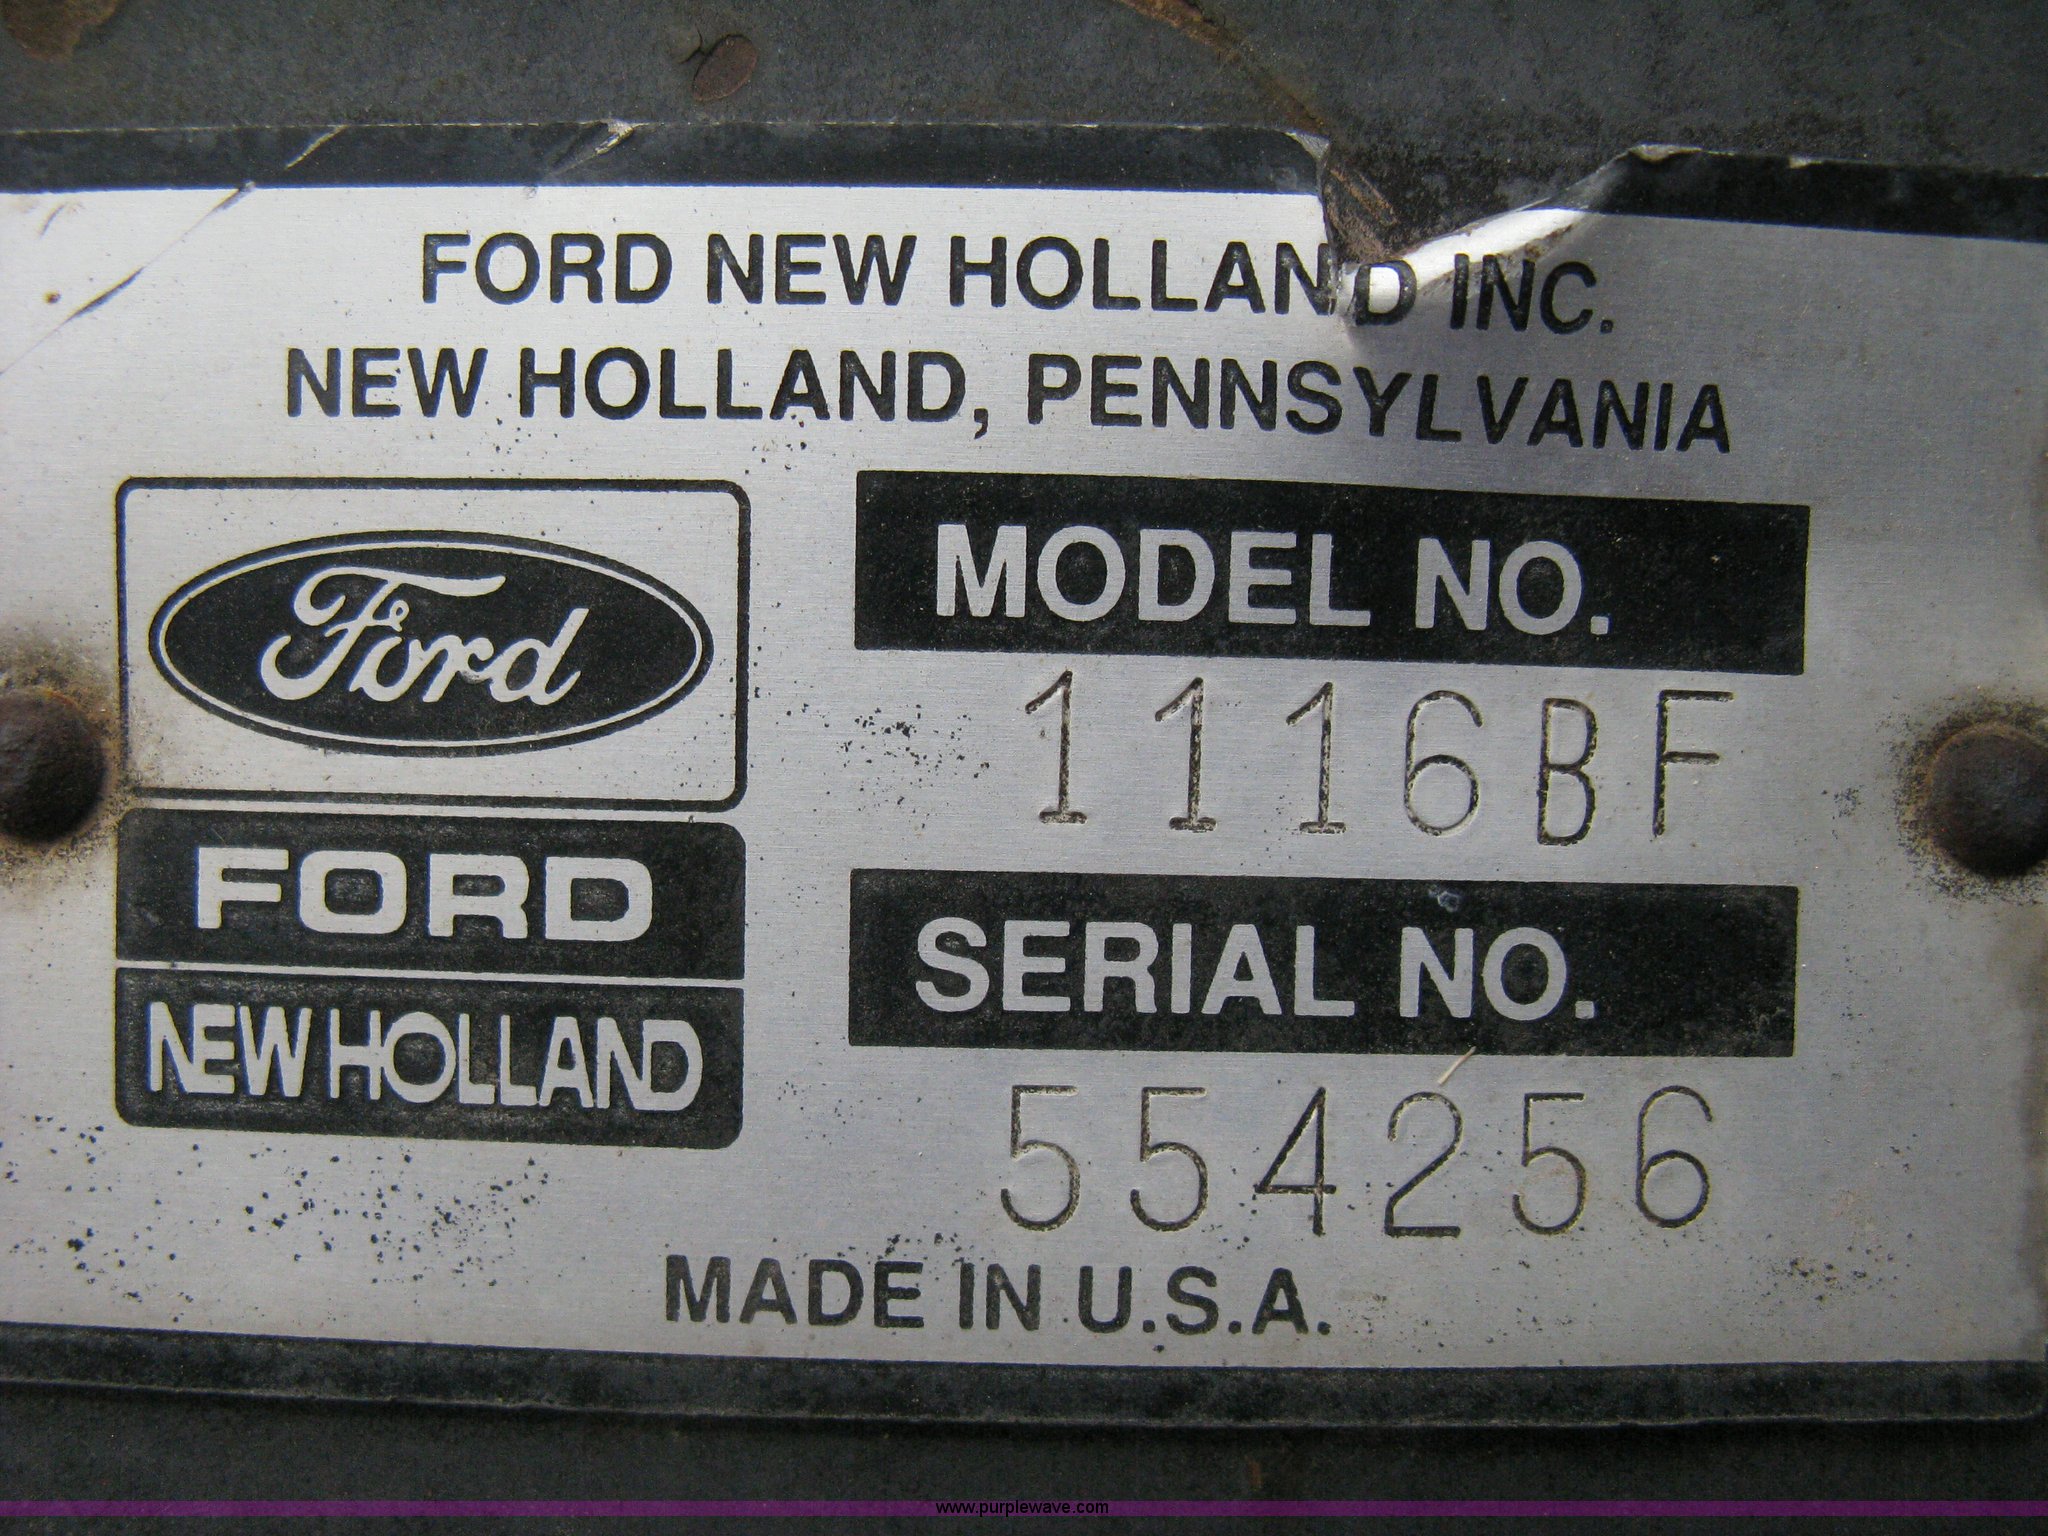 FORD NEW HOLLAND INC.
NEW HOLLAND, PENNSYLVANIA
Ford
FORD
NEW HOLLAND
MODEL NO.
1116BF
SERIAL NO.
554256
MADE IN U.S.A.
www.purplewave.com